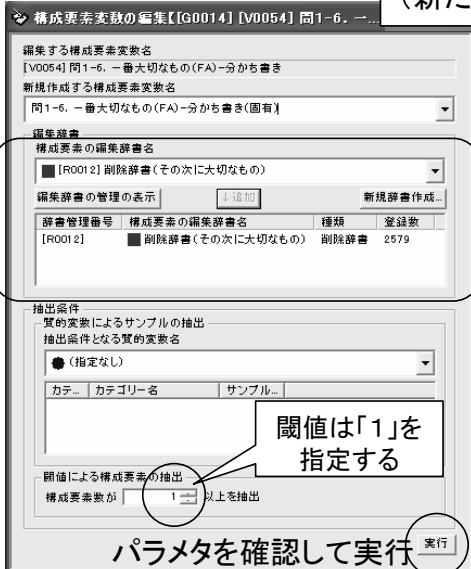 構成要素変数の編集【[G0014] [V0054] 問1-6. 一...
(新た
編集する構成要素変数名
[V0054] 問1-6. 一番大切なもの(FA)-分かち書き
新規作成する構成要素変数名
問1-6. 一番大切なもの(FA)-分かち書き(固有)
編集辞書
構成要素の編集辞書名
[R0012] 削除辞書(その次に大切なもの)
編集辞書の管理の表示 ↓追加 新規辞書作成...
辞書管理番号 構成要素の編集辞書名 種類 登録数
[R0012] 削除辞書(その次に大切なもの) 削除辞書 2579
抽出条件
質的変数によるサンプルの抽出
抽出条件となる質的変数名
(指定なし)
カテ... カテゴリー名 サンプル...
閾値は「1」を
指定する
閾値による構成要素の抽出
構成要素数が 1 以上を抽出
パラメタを確認して実行 実行